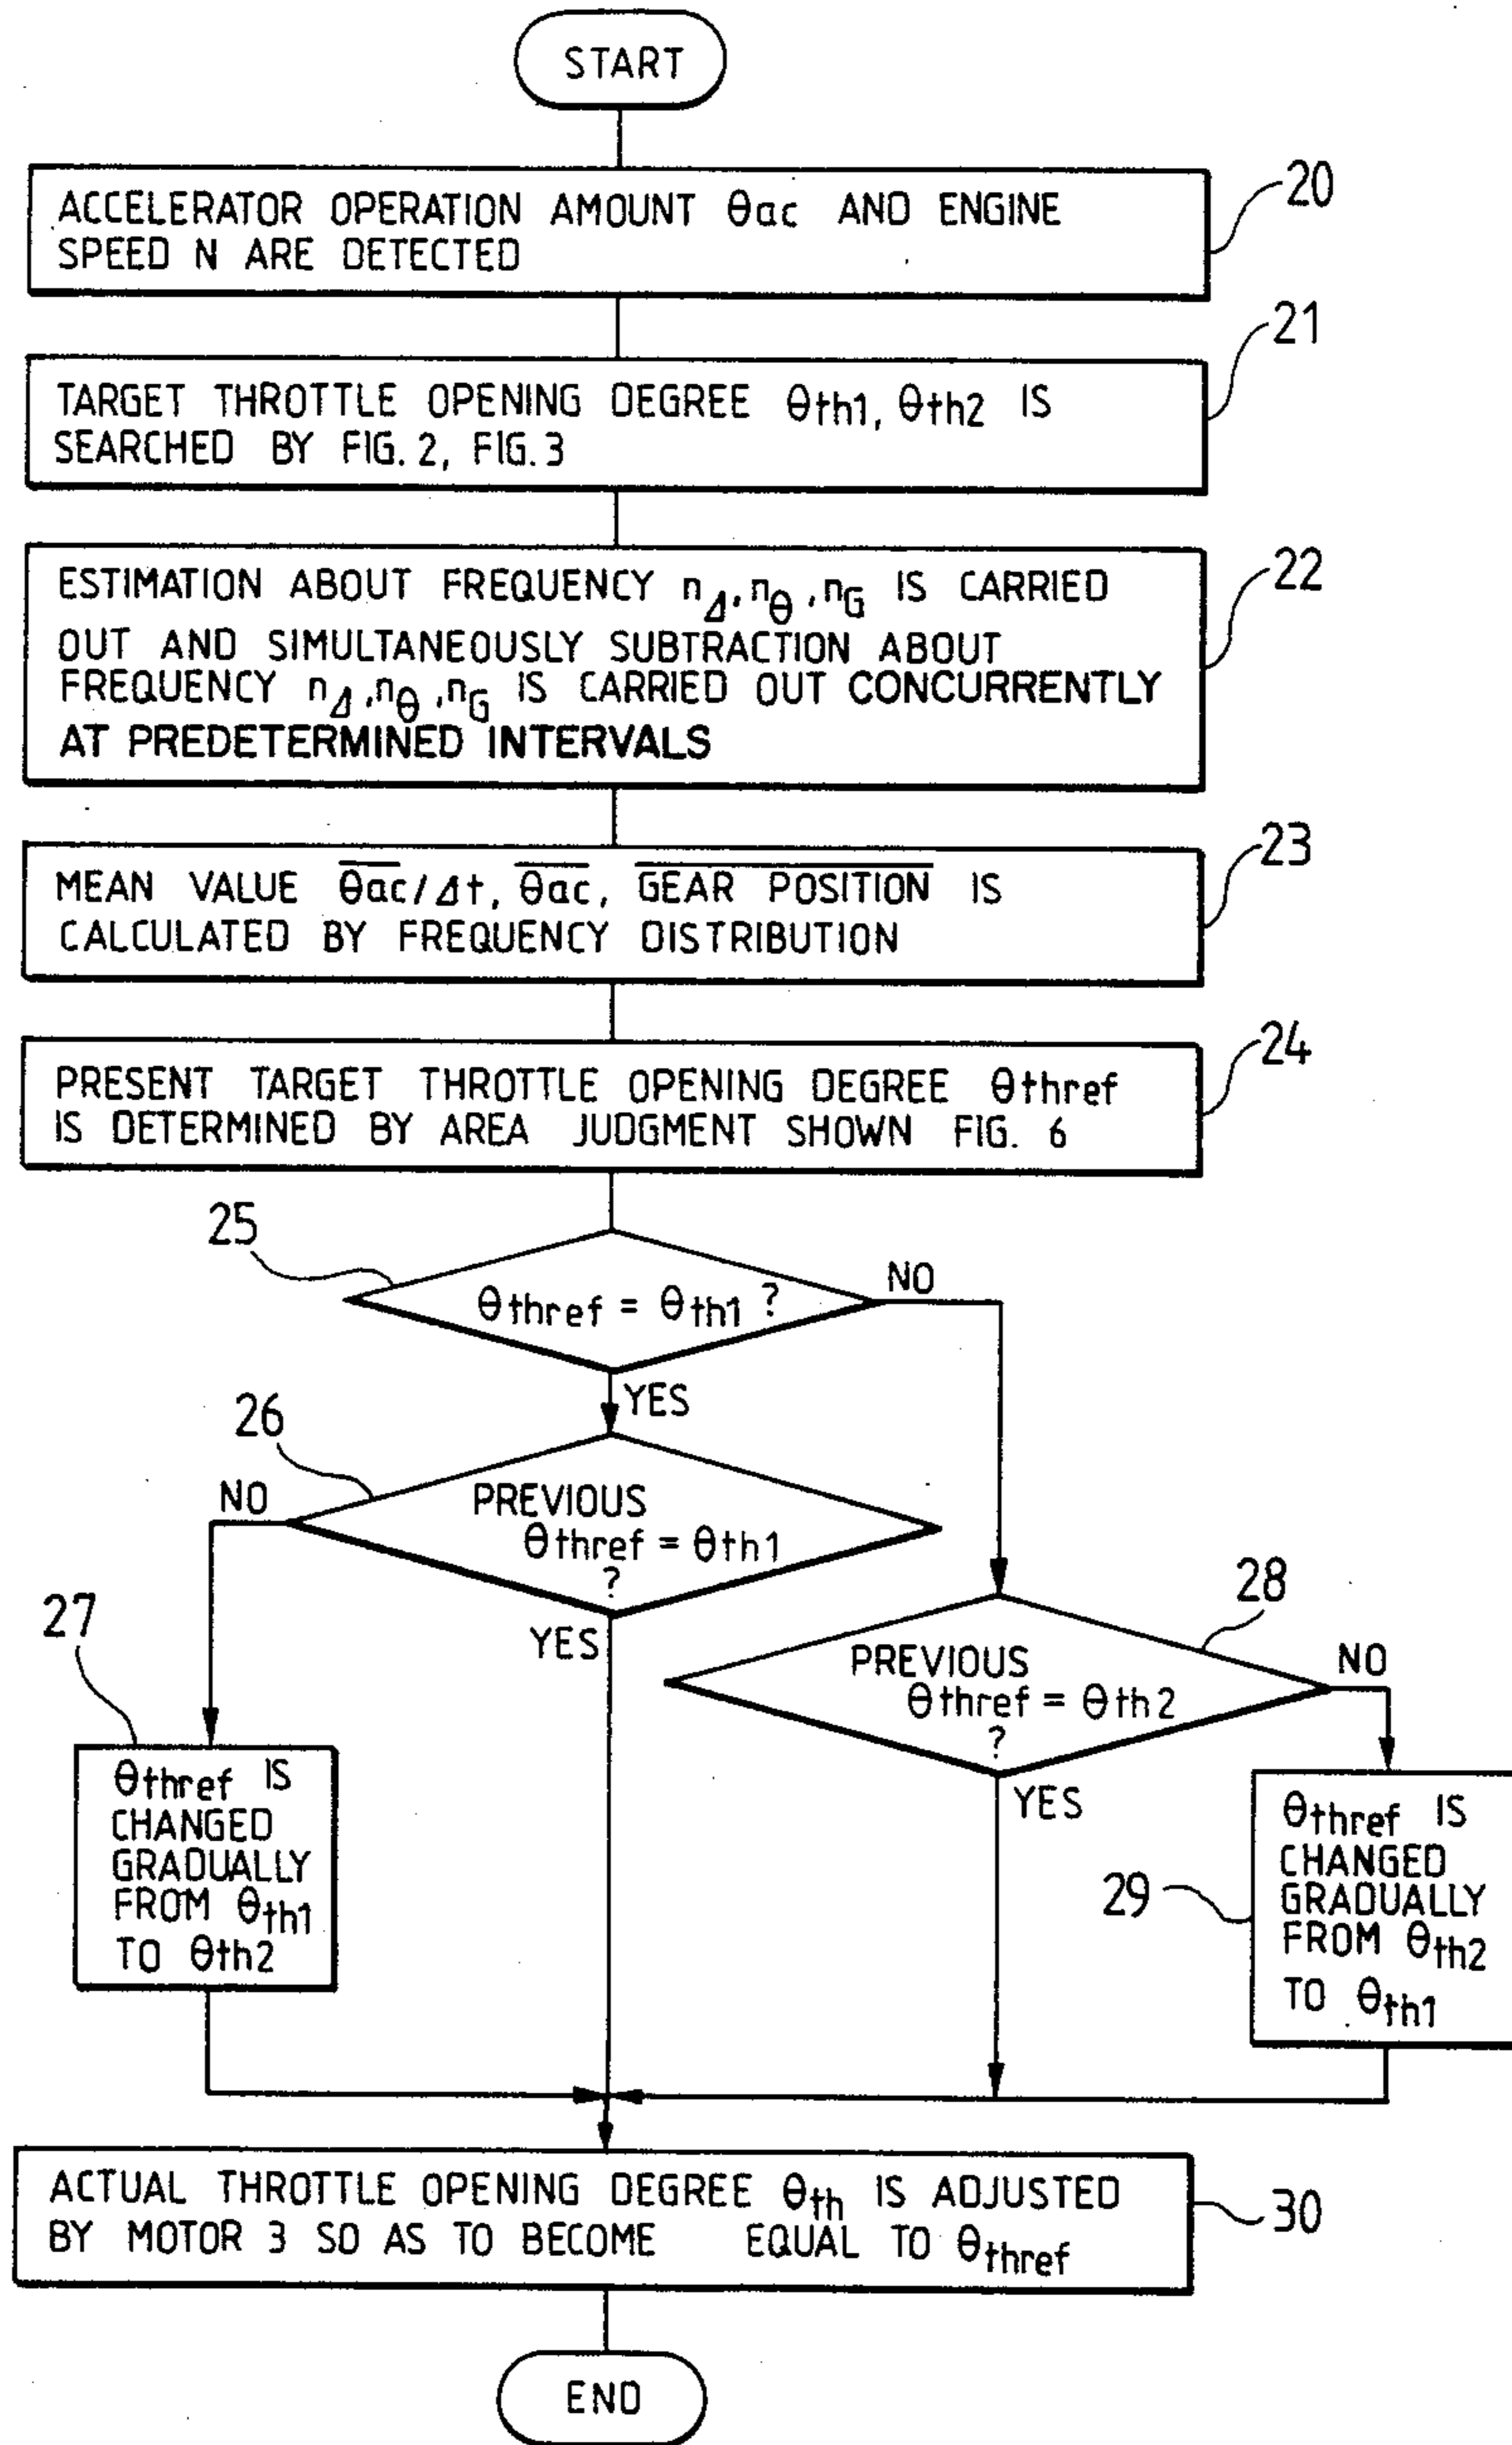 START
20
ACCELERATOR OPERATION AMOUNT θac AND ENGINE
SPEED N ARE DETECTED
21
TARGET THROTTLE OPENING DEGREE θth1, θth2 IS
SEARCHED BY FIG. 2, FIG. 3
22
ESTIMATION ABOUT FREQUENCY nΔ, nθ, nG IS CARRIED
OUT AND SIMULTANEOUSLY SUBTRACTION ABOUT
FREQUENCY nΔ, nθ, nG IS CARRIED OUT CONCURRENTLY
AT PREDETERMINED INTERVALS
23
MEAN VALUE θ̅a̅c̅/Δt, θ̅a̅c̅, G̅E̅A̅R̅ P̅O̅S̅I̅T̅I̅O̅N̅ IS
CALCULATED BY FREQUENCY DISTRIBUTION
24
PRESENT TARGET THROTTLE OPENING DEGREE θthref
IS DETERMINED BY AREA JUDGMENT SHOWN FIG. 6
25
θthref = θth1 ?
NO
YES
26
NO
PREVIOUS
θthref = θth1
?
YES
27
θthref IS
CHANGED
GRADUALLY
FROM θth1
TO θth2
28
PREVIOUS
θthref = θth2
?
NO
YES
29
θthref IS
CHANGED
GRADUALLY
FROM θth2
TO θth1
30
ACTUAL THROTTLE OPENING DEGREE θth IS ADJUSTED
BY MOTOR 3 SO AS TO BECOME EQUAL TO θthref
END